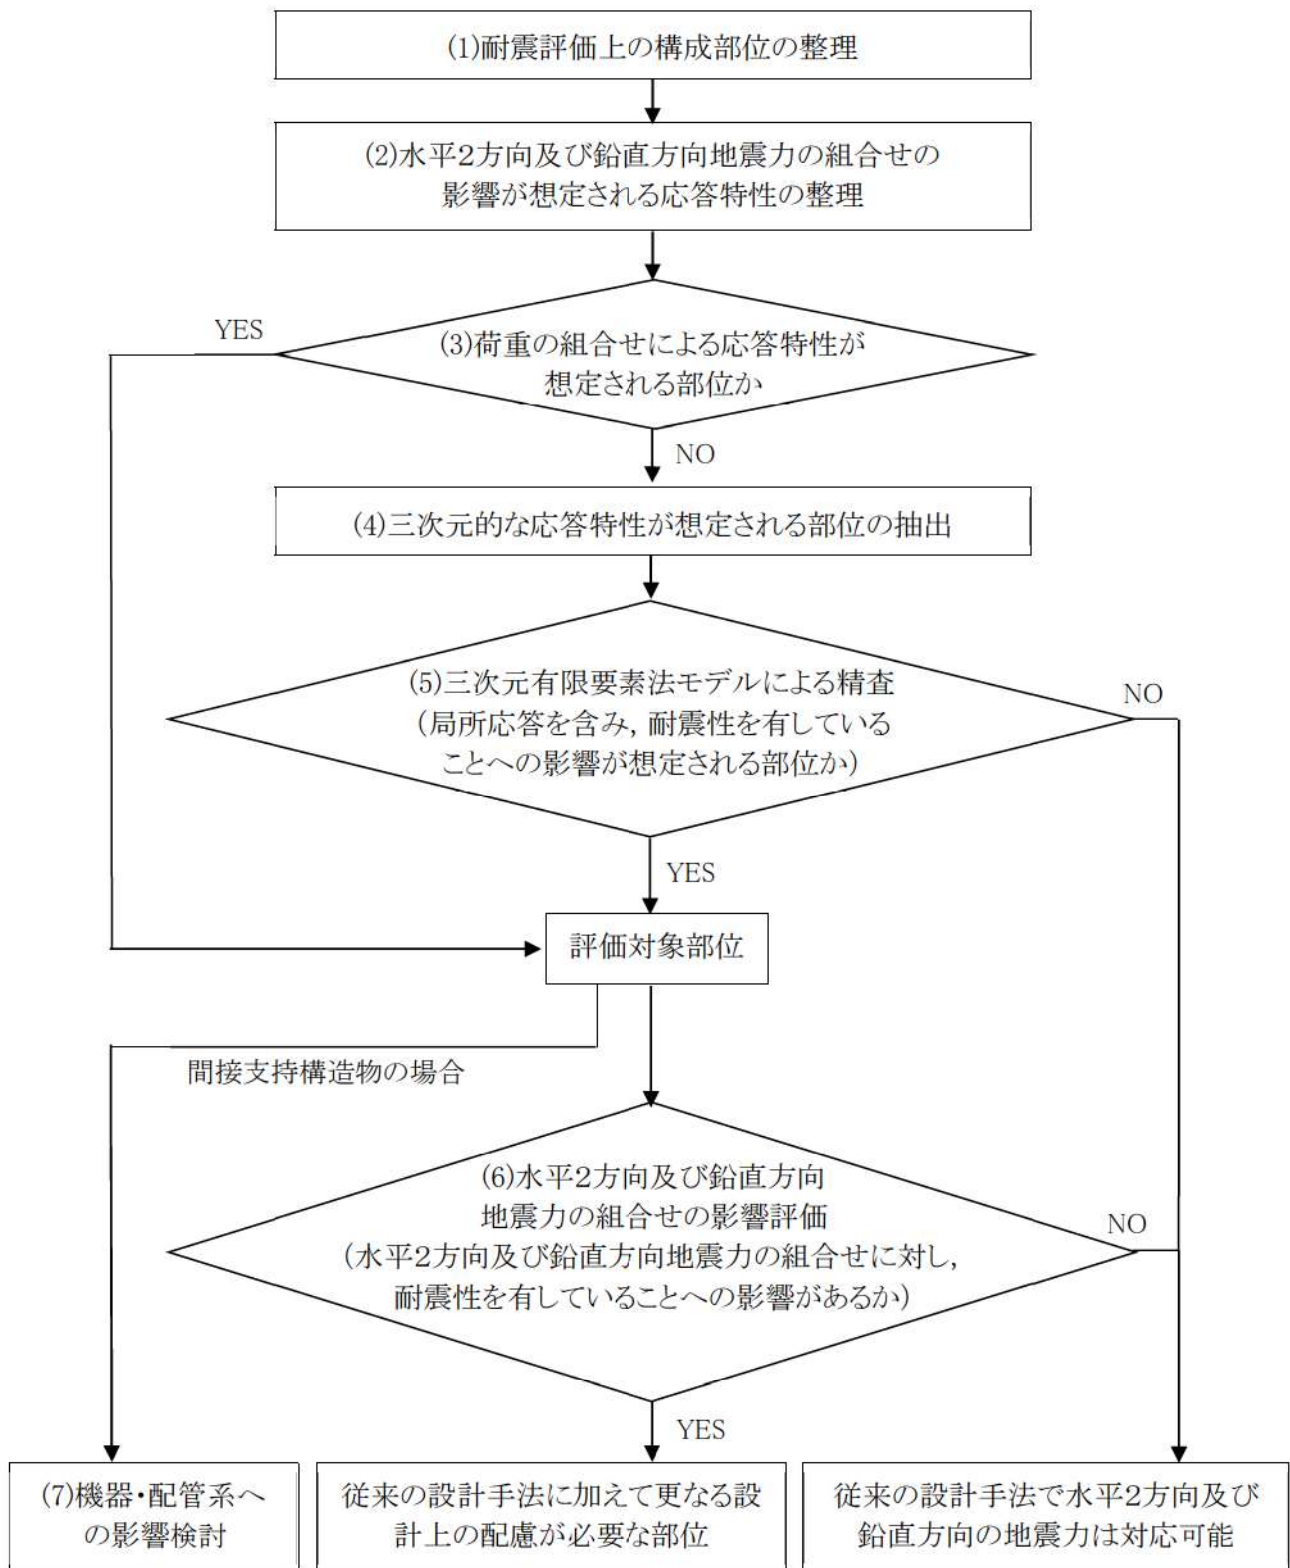 (1)耐震評価上の構成部位の整理
(2)水平2方向及び鉛直方向地震力の組合せの
影響が想定される応答特性の整理
YES
(3)荷重の組合せによる応答特性が
想定される部位か
NO
(4)三次元的な応答特性が想定される部位の抽出
(5)三次元有限要素法モデルによる精査
(局所応答を含み, 耐震性を有している
ことへの影響が想定される部位か)
NO
YES
評価対象部位
間接支持構造物の場合
(6)水平2方向及び鉛直方向
地震力の組合せの影響評価
(水平2方向及び鉛直方向地震力の組合せに対し,
耐震性を有していることへの影響があるか)
NO
YES
(7)機器・配管系へ
の影響検討
従来の設計手法に加えて更なる設
計上の配慮が必要な部位
従来の設計手法で水平2方向及び
鉛直方向の地震力は対応可能